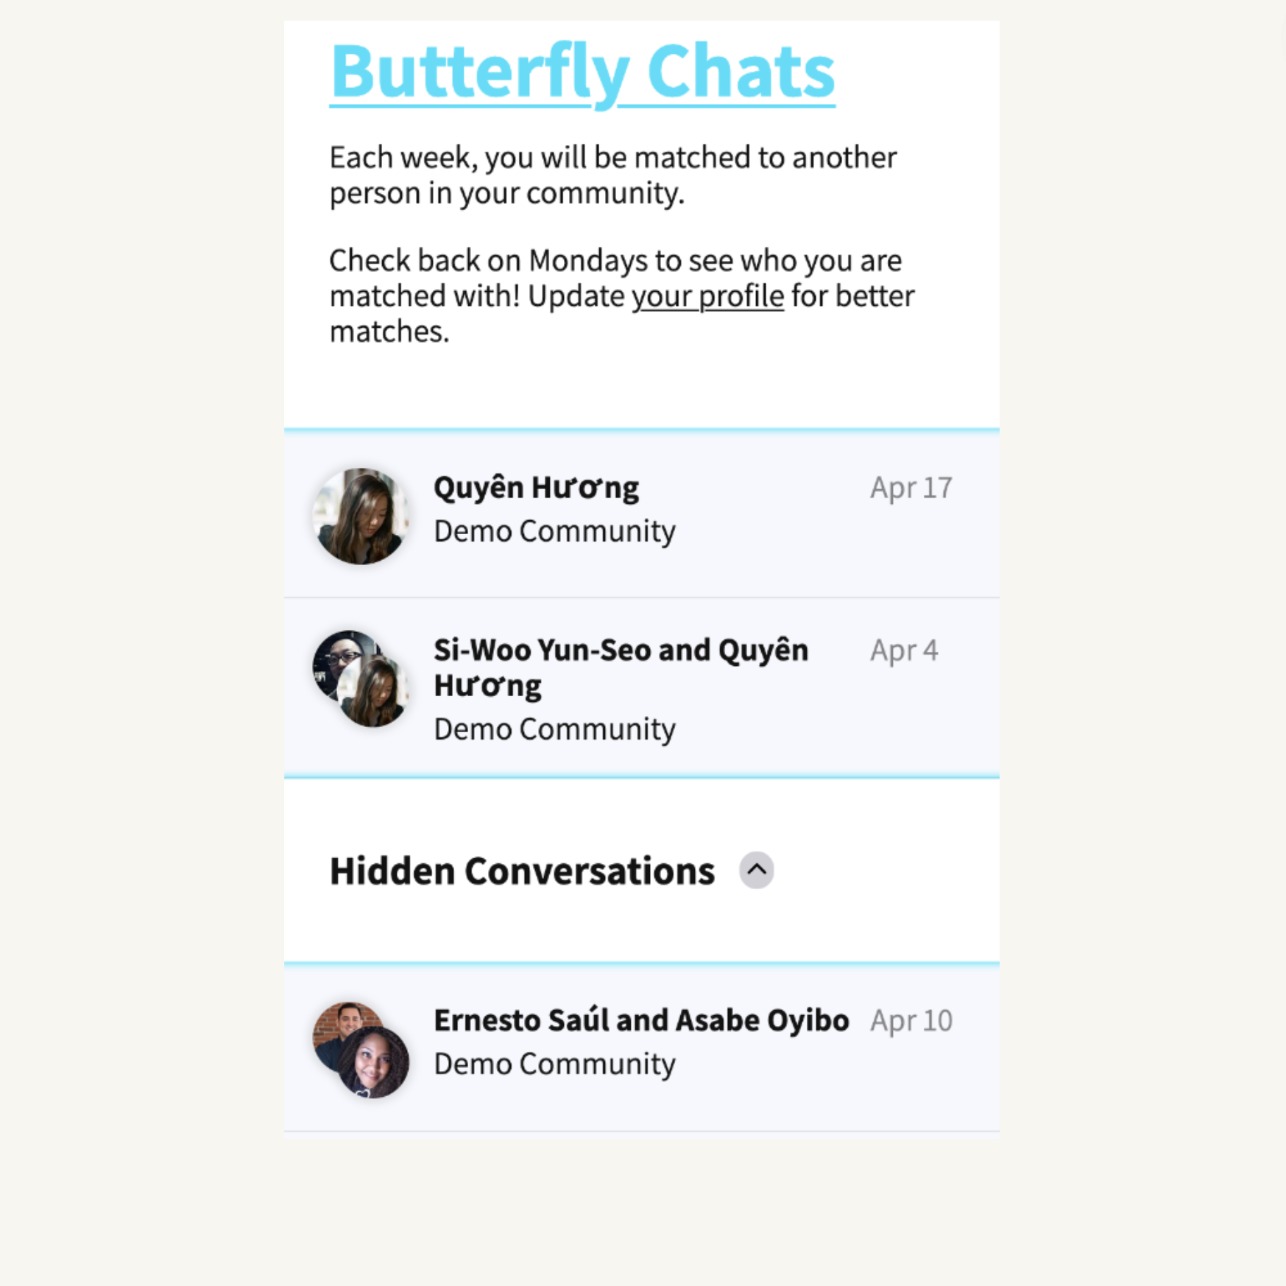 Butterfly Chats
Each week, you will be matched to another
person in your community.
Check back on Mondays to see who you are
matched with! Update your profile for better
matches.
Quyên Hương
Apr 17
Demo Community
Si-Woo Yun-Seo and Quyên
Apr 4
Hương
Demo Community
Hidden Conversations
Ernesto Saúl and Asabe Oyibo
Apr 10
Demo Community